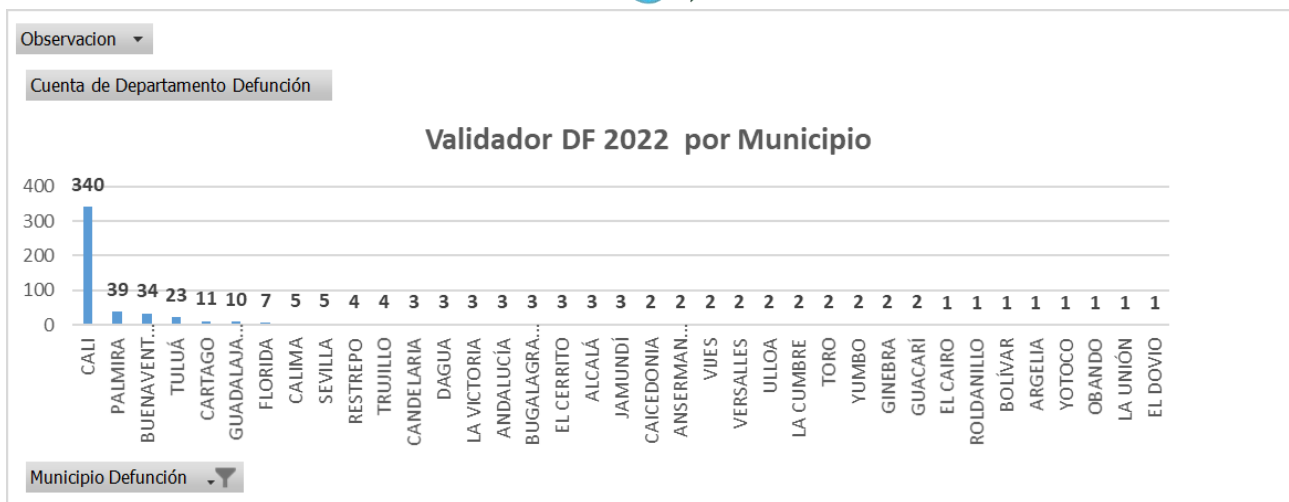 Observacion
Cuenta de Departamento Defunción
Validador DF 2022 por Municipio
400
300
200
100
0
340
39
34
23
11
10
7
5
5
4
4
3
3
3
3
3
3
3
3
2
2
2
2
2
2
2
2
2
2
1
1
1
1
1
1
1
1
CALI
PALMIRA
BUENAVENT...
TULUÁ
CARTAGO
GUADALAJA...
FLORIDA
CALIMA
SEVILLA
RESTREPO
TRUJILLO
CANDELARIA
DAGUA
LA VICTORIA
ANDALUCÍA
BUGALAGRA...
EL CERRITO
ALCALÁ
JAMUNDÍ
CAICEDONIA
ANSERMAN...
VIJES
VERSALLES
ULLOA
LA CUMBRE
TORO
YUMBO
GINEBRA
GUACARÍ
EL CAIRO
ROLDANILLO
BOLÍVAR
ARGELIA
YOTOCO
OBANDO
LA UNIÓN
EL DOVIO
Municipio Defunción